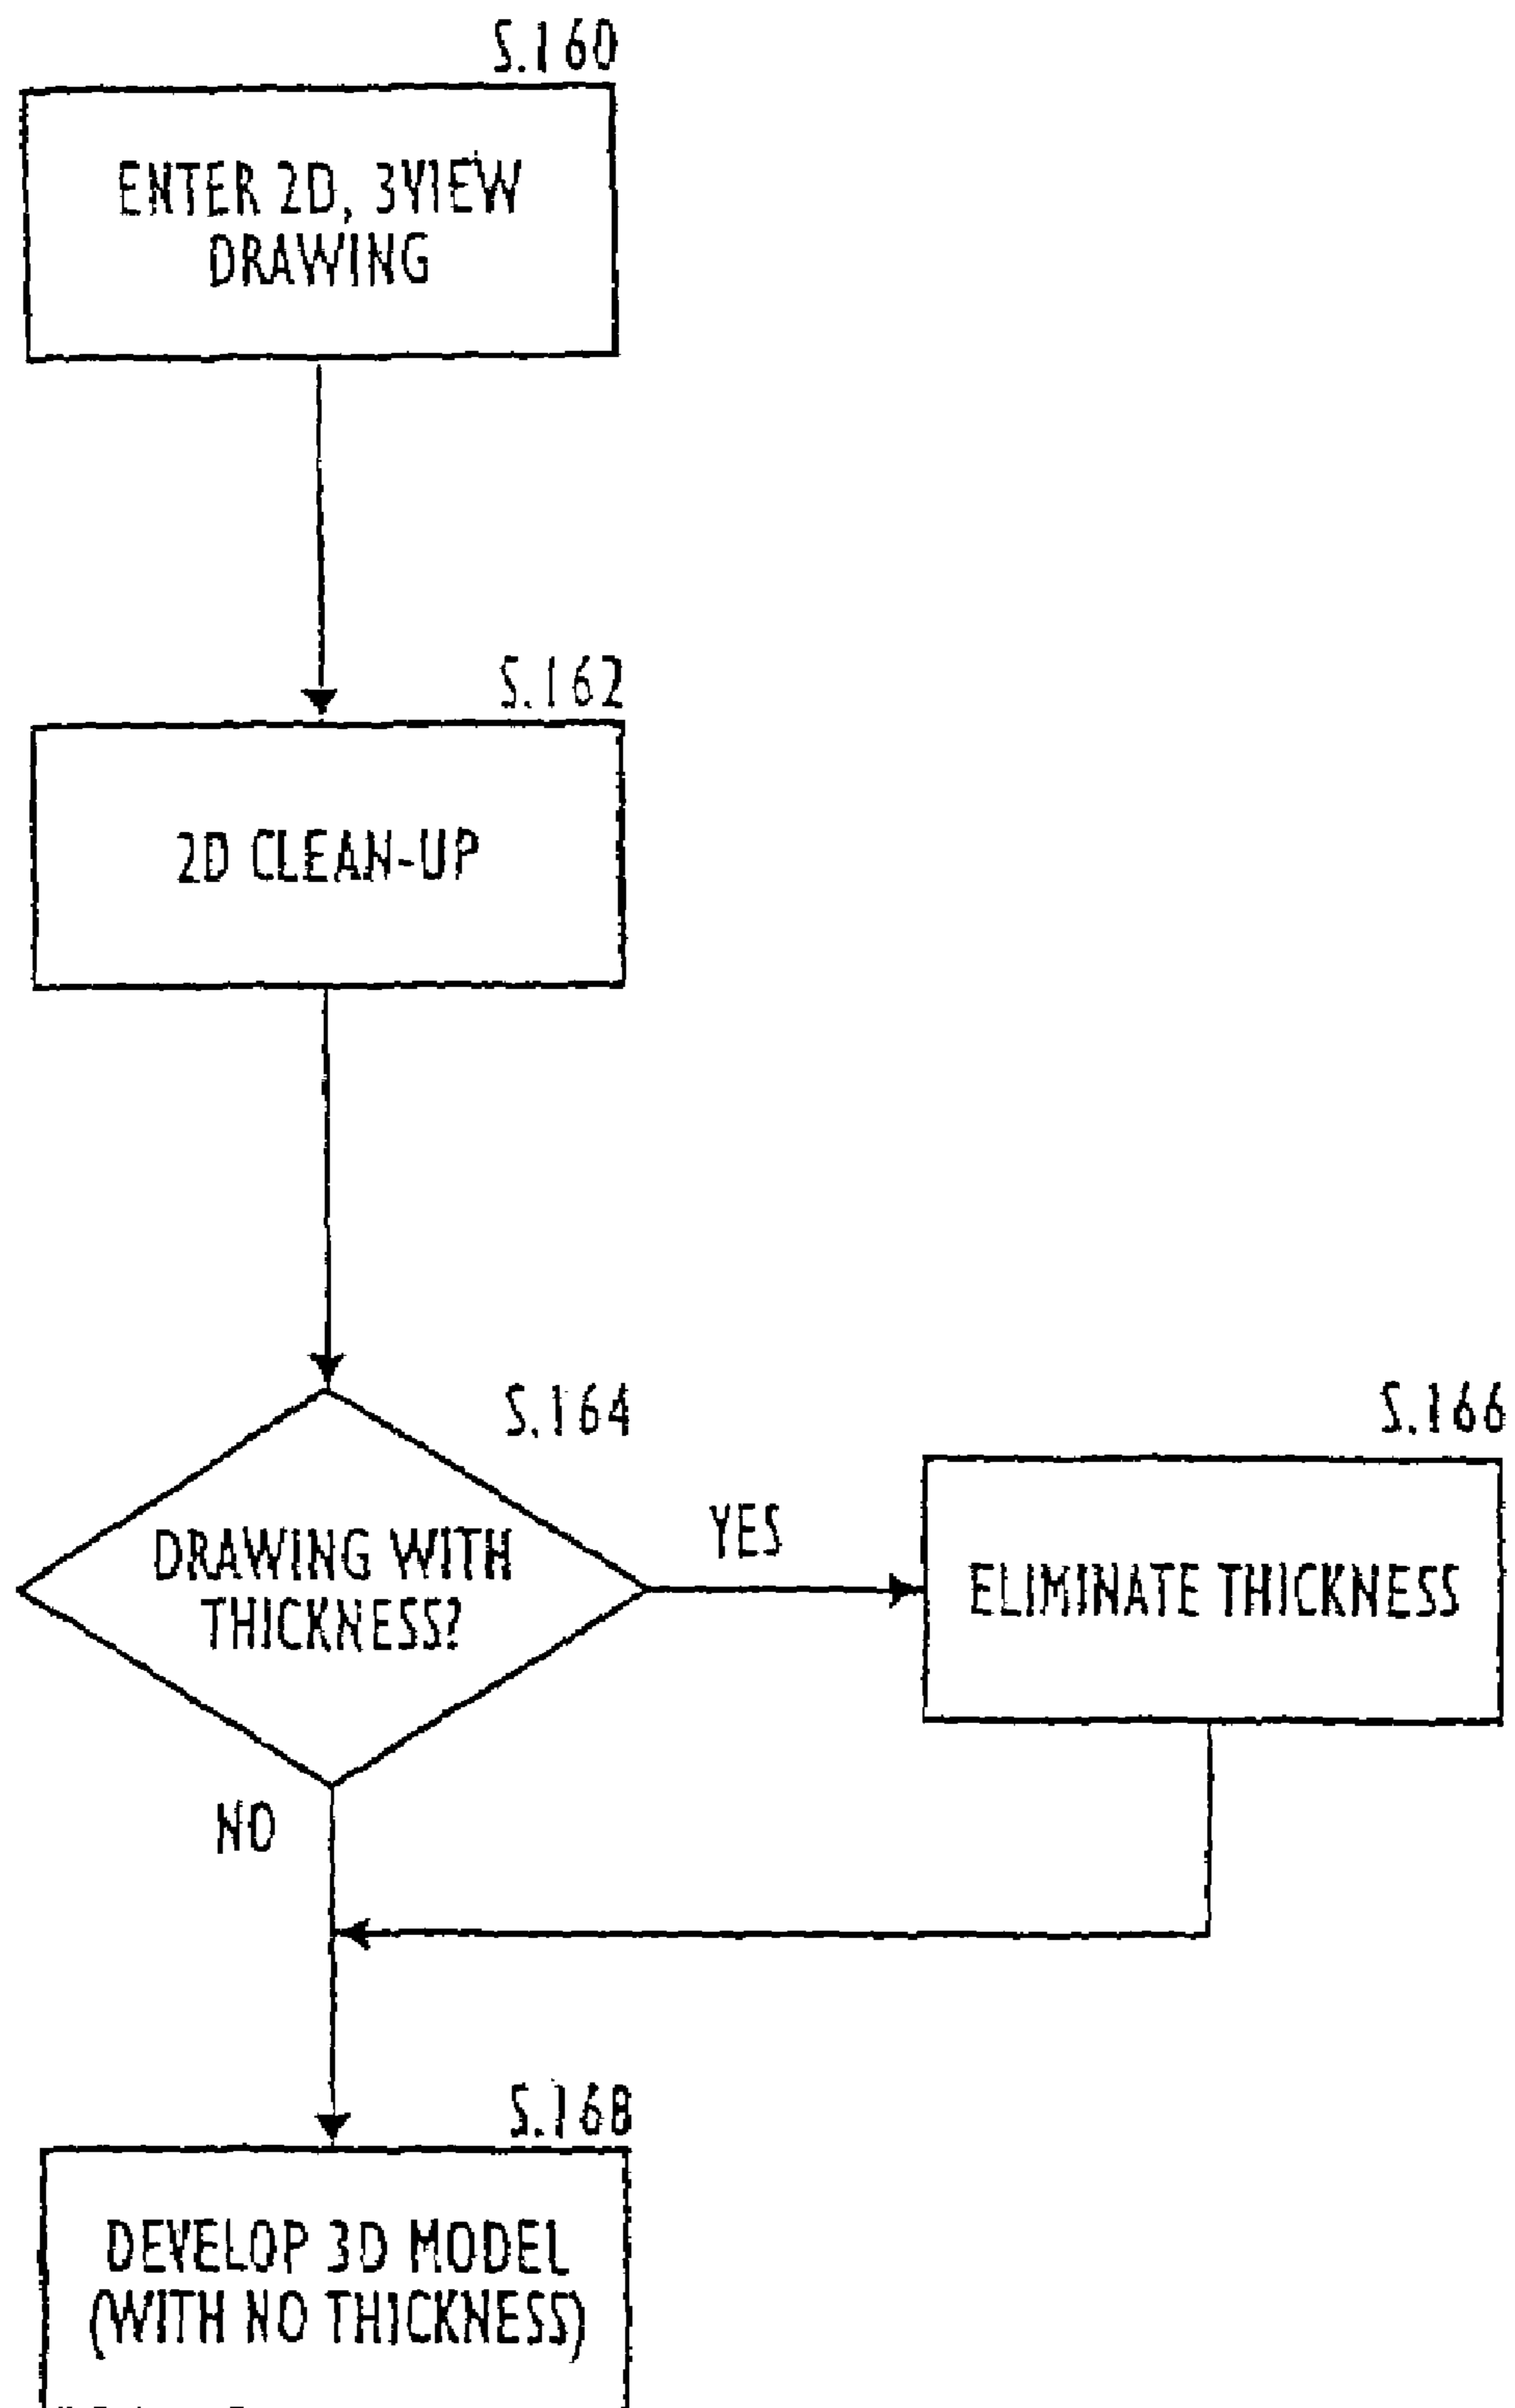 S.160
ENTER 2D, 3VIEW
DRAWING
S.162
2D CLEAN-UP
S.164
DRAWING WITH
THICKNESS?
YES
S.166
ELIMINATE THICKNESS
NO
S.168
DEVELOP 3D MODEL
(WITH NO THICKNESS)